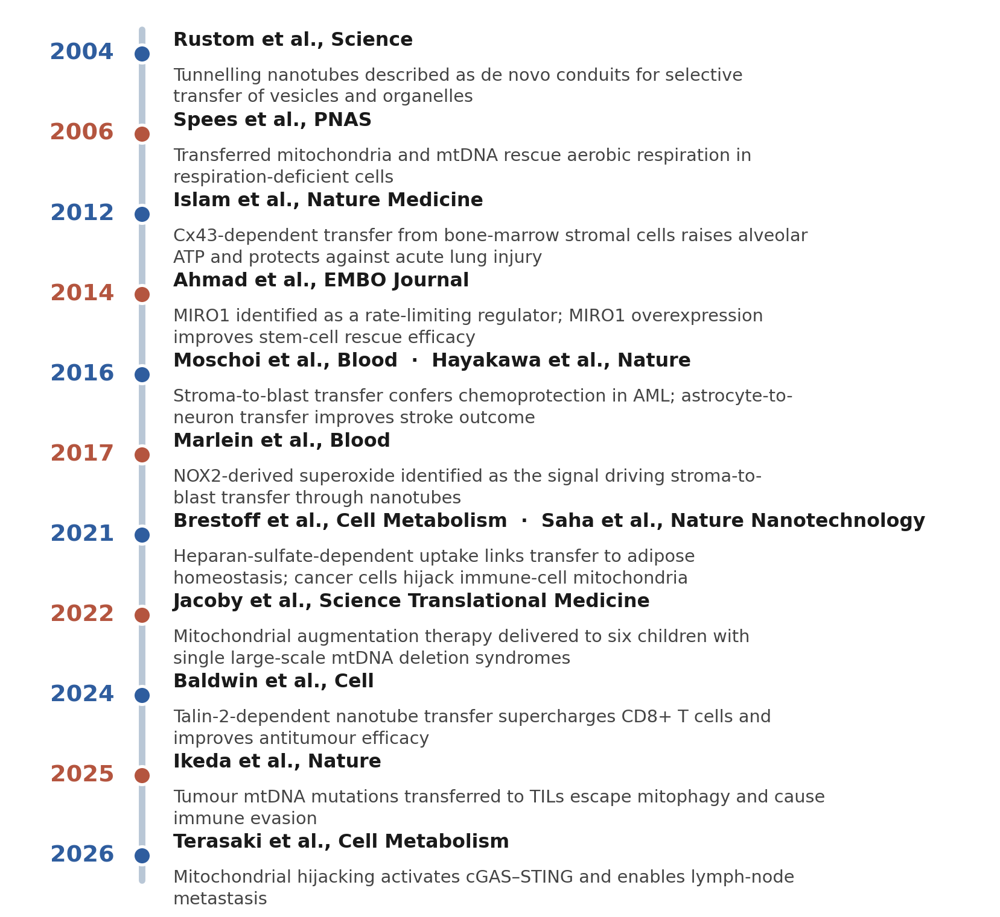 2004
Rustom et al., Science
Tunnelling nanotubes described as de novo conduits for selective
transfer of vesicles and organelles
2006
Spees et al., PNAS
Transferred mitochondria and mtDNA rescue aerobic respiration in
respiration-deficient cells
2012
Islam et al., Nature Medicine
Cx43-dependent transfer from bone-marrow stromal cells raises alveolar
ATP and protects against acute lung injury
2014
Ahmad et al., EMBO Journal
MIRO1 identified as a rate-limiting regulator; MIRO1 overexpression
improves stem-cell rescue efficacy
2016
Moschoi et al., Blood · Hayakawa et al., Nature
Stroma-to-blast transfer confers chemoprotection in AML; astrocyte-to-
neuron transfer improves stroke outcome
2017
Marlein et al., Blood
NOX2-derived superoxide identified as the signal driving stroma-to-
blast transfer through nanotubes
2021
Brestoff et al., Cell Metabolism · Saha et al., Nature Nanotechnology
Heparan-sulfate-dependent uptake links transfer to adipose
homeostasis; cancer cells hijack immune-cell mitochondria
2022
Jacoby et al., Science Translational Medicine
Mitochondrial augmentation therapy delivered to six children with
single large-scale mtDNA deletion syndromes
2024
Baldwin et al., Cell
Talin-2-dependent nanotube transfer supercharges CD8+ T cells and
improves antitumour efficacy
2025
Ikeda et al., Nature
Tumour mtDNA mutations transferred to TILs escape mitophagy and cause
immune evasion
2026
Terasaki et al., Cell Metabolism
Mitochondrial hijacking activates cGAS–STING and enables lymph-node
metastasis